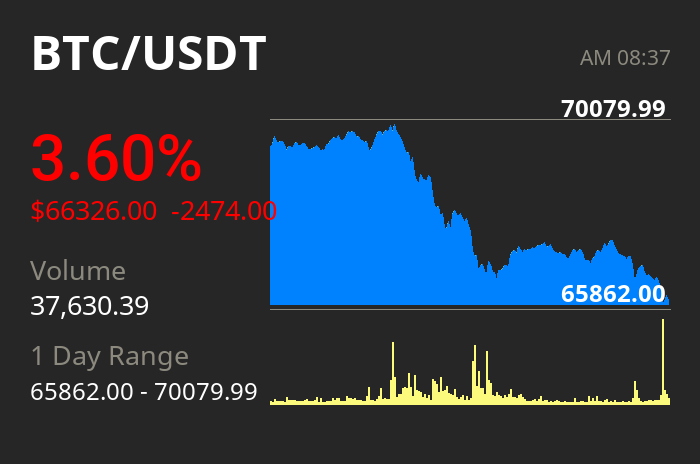 BTC/USDT
AM 08:37
70079.99
3.60%
$66326.00 -2474.00
Volume
37,630.39
65862.00
1 Day Range
65862.00 - 70079.99